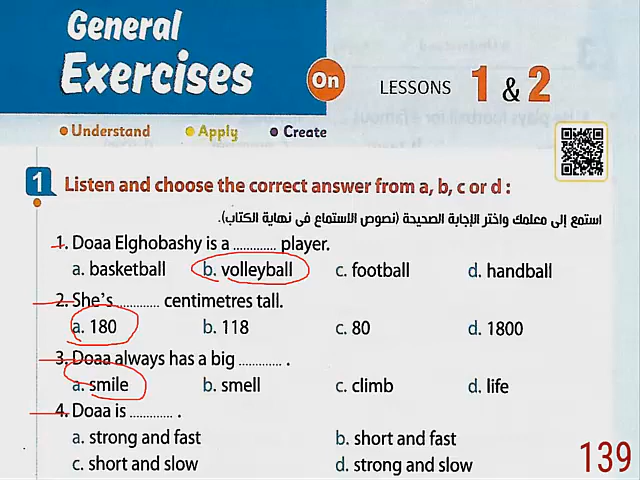 General
Exercises
On
LESSONS 1 & 2
Understand Apply Create
1 Listen and choose the correct answer from a, b, c or d :
استمع إلى معلمك واختر الإجابة الصحيحة (نصوص الاستماع في نهاية الكتاب).
1. Doaa Elghobashy is a ............ player.
a. basketball b. volleyball c. football d. handball
2. She's ............ centimetres tall.
a. 180 b. 118 c. 80 d. 1800
3. Doaa always has a big ............ .
a. smile b. smell c. climb d. life
4. Doaa is ............ .
a. strong and fast b. short and fast
c. short and slow d. strong and slow
139